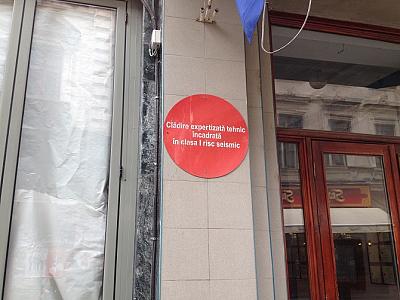 Clădire expertizată tehnic
încadrată
în clasa I risc seismic